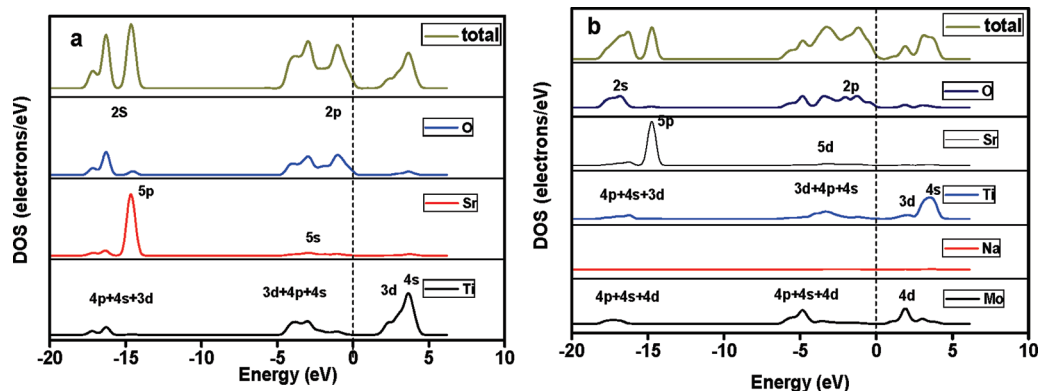 a
total
2S
2p
O
5p
Sr
5s
4p+4s+3d
3d+4p+4s
3d
4s
Ti
-20 -15 -10 -5 0 5 10
Energy (eV)
DOS (electrons/eV)
b
total
2s
2p
O
5p
5d
Sr
4p+4s+3d
3d+4p+4s
3d
4s
Ti
Na
4p+4s+4d
4p+4s+4d
4d
Mo
-20 -15 -10 -5 0 5 10
Energy (eV)
DOS (electrons/eV)